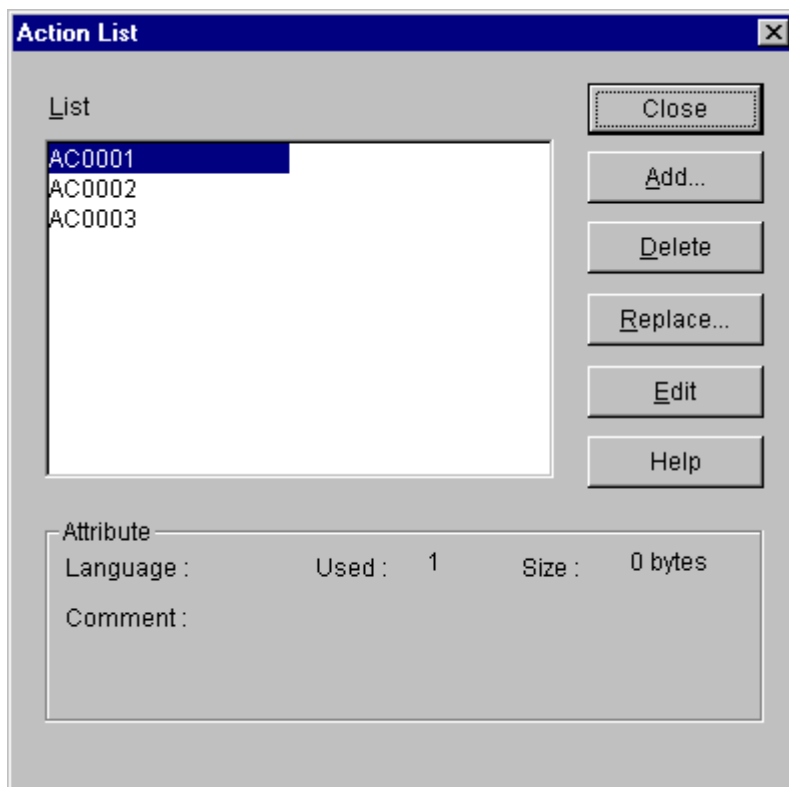 Action List
List
Close
AC0001
AC0002
AC0003
Add...
Delete
Replace...
Edit
Help
Attribute
Language : Used : 1 Size : 0 bytes
Comment :